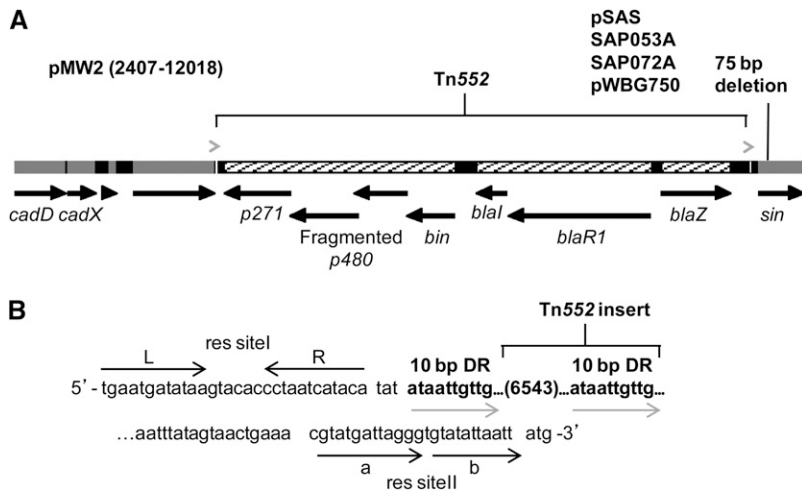 A
pMW2 (2407-12018)
Tn552
pSAS
SAP053A
SAP072A
pWBG750
75 bp
deletion
cadD cadX
p271
Fragmented
p480
bin
blaI
blaR1
blaZ
sin
B
Tn552 insert
res siteI
L
R
10 bp DR
10 bp DR
5’ -tgaatgatataagtacaccctaatcataca tat ataattgttg...(6543)...ataattgttg...
...aatttatagtaactgaaac cgtatgattagggtgtatattaatt atg -3’
a
b
res siteII